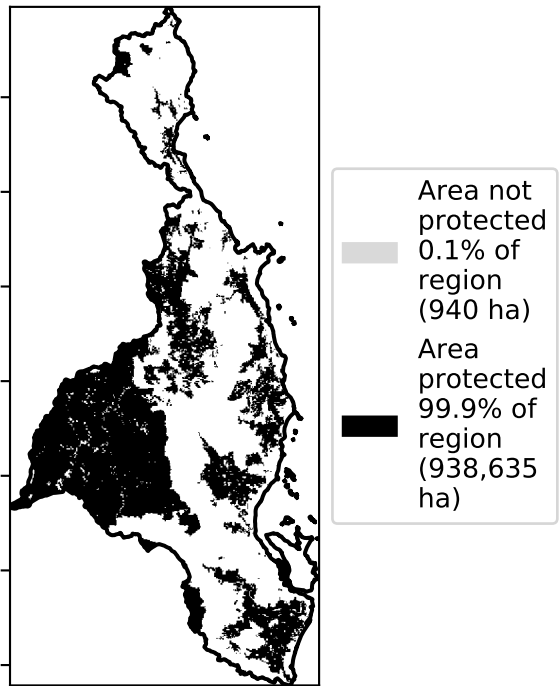 Area not
protected
0.1% of
region
(940 ha)
Area
protected
99.9% of
region
(938,635
ha)